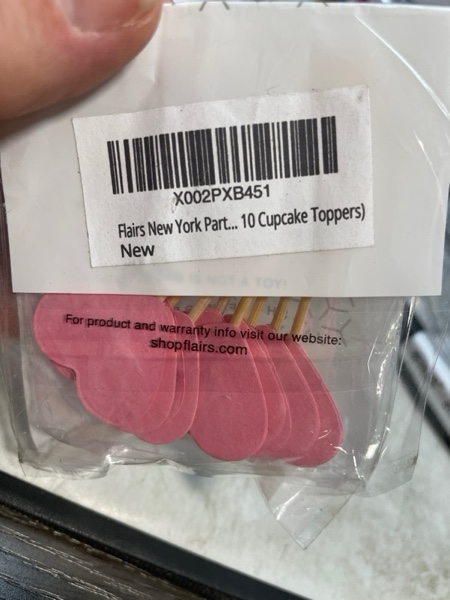 X002PXB451
Flairs New York Part... 10 Cupcake Toppers)
New
For product and warranty info visit our website:
shopflairs.com